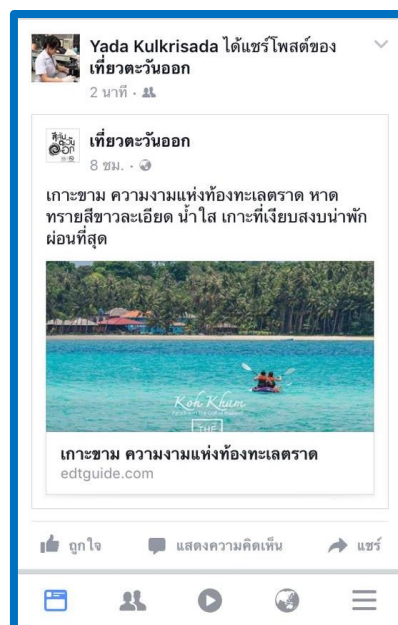 Yada Kulkrisada ได้แชร์โพสต์ของ
เที่ยวตะวันออก
2 นาที ·
เที่ยวตะวันออก
8 ชม. ·
เกาะขาม ความงามแห่งท้องทะเลตราด หาด
ทรายสีขาวละเอียด น้ำใส เกาะที่เงียบสงบน่าพัก
ผ่อนที่สุด
Koh Kham
THE
เกาะขาม ความงามแห่งท้องทะเลตราด
edtguide.com
ถูกใจ
แสดงความคิดเห็น
แชร์